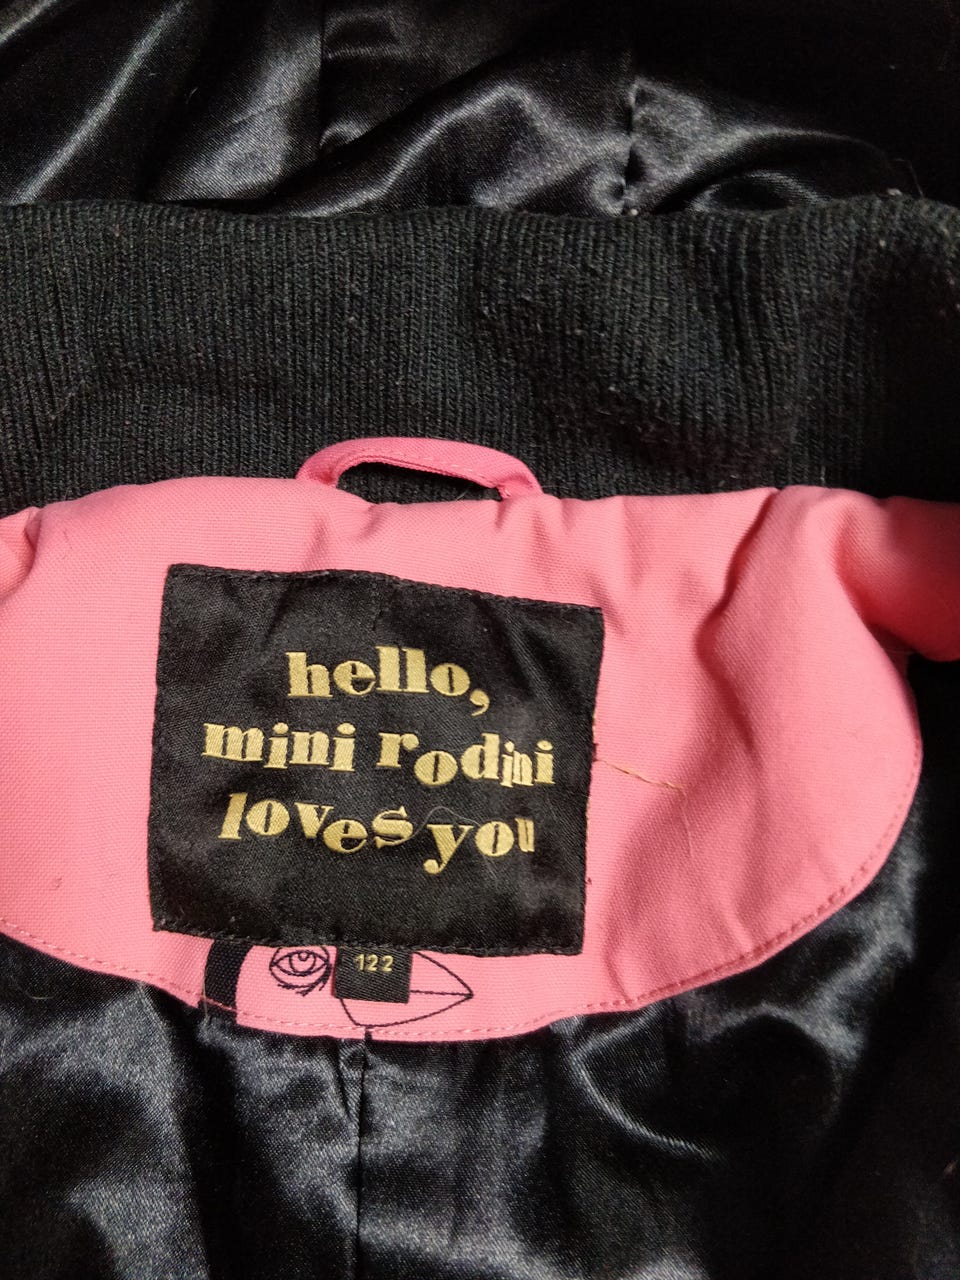 hello,
mini rodini
loves you
122